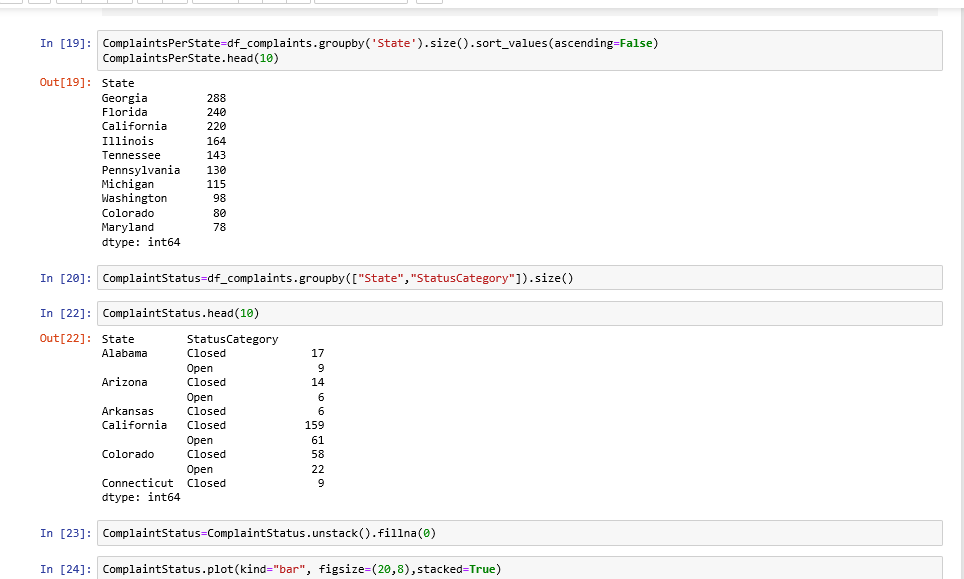 In [19]: ComplaintsPerState=df_complaints.groupby('State').size().sort_values(ascending=False)
ComplaintsPerState.head(10)
Out[19]: State
Georgia 288
Florida 240
California 220
Illinois 164
Tennessee 143
Pennsylvania 130
Michigan 115
Washington 98
Colorado 80
Maryland 78
dtype: int64
In [20]: ComplaintStatus=df_complaints.groupby(["State","StatusCategory"]).size()
In [22]: ComplaintStatus.head(10)
Out[22]: State StatusCategory
Alabama Closed 17
Open 9
Arizona Closed 14
Open 6
Arkansas Closed 6
California Closed 159
Open 61
Colorado Closed 58
Open 22
Connecticut Closed 9
dtype: int64
In [23]: ComplaintStatus=ComplaintStatus.unstack().fillna(0)
In [24]: ComplaintStatus.plot(kind="bar", figsize=(20,8),stacked=True)